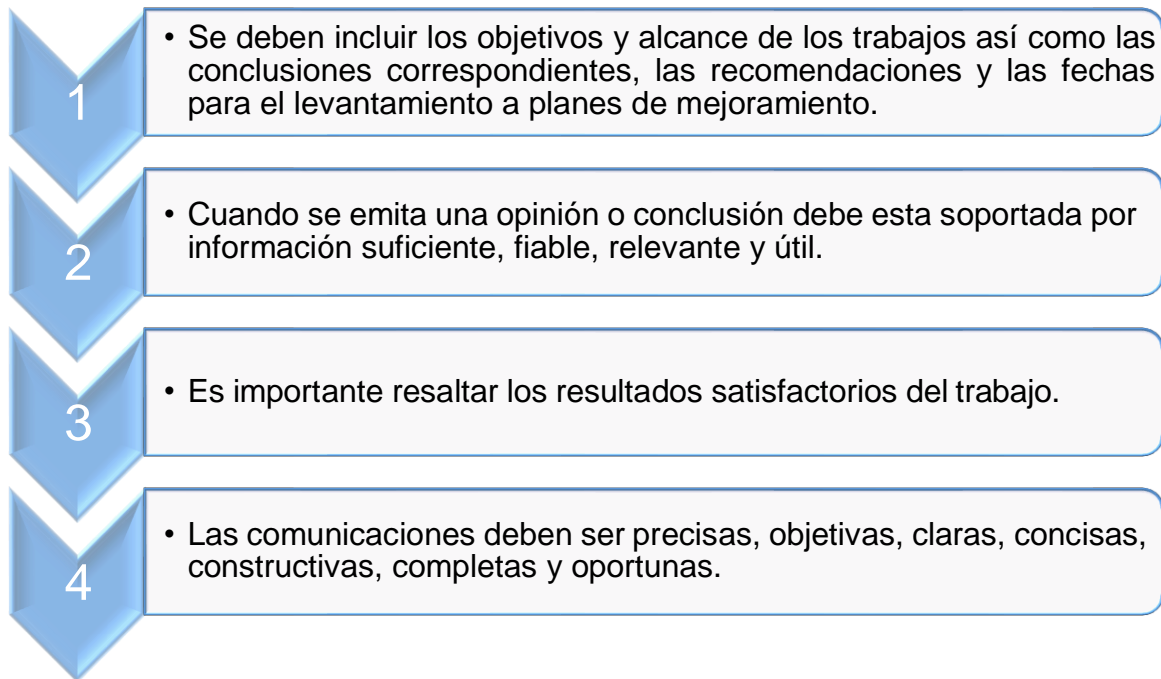 1
• Se deben incluir los objetivos y alcance de los trabajos así como las
conclusiones correspondientes, las recomendaciones y las fechas
para el levantamiento a planes de mejoramiento.
2
• Cuando se emita una opinión o conclusión debe esta soportada por
información suficiente, fiable, relevante y útil.
3
• Es importante resaltar los resultados satisfactorios del trabajo.
4
• Las comunicaciones deben ser precisas, objetivas, claras, concisas,
constructivas, completas y oportunas.